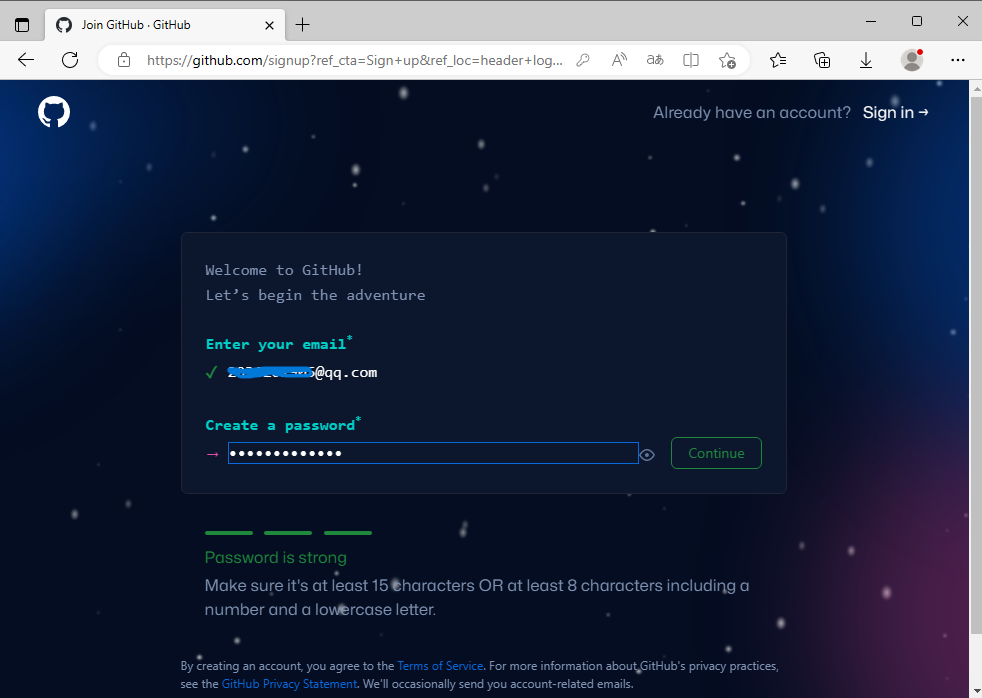 Join GitHub · GitHub
https://github.com/signup?ref_cta=Sign+up&ref_loc=header+log...
Already have an account? Sign in →
Welcome to GitHub!
Let’s begin the adventure
Enter your email*
✓ @qq.com
Create a password*
→ ••••••••••••• Continue
Password is strong
Make sure it's at least 15 characters OR at least 8 characters including a
number and a lowercase letter.
By creating an account, you agree to the Terms of Service. For more information about GitHub's privacy practices,
see the GitHub Privacy Statement. We'll occasionally send you account-related emails.